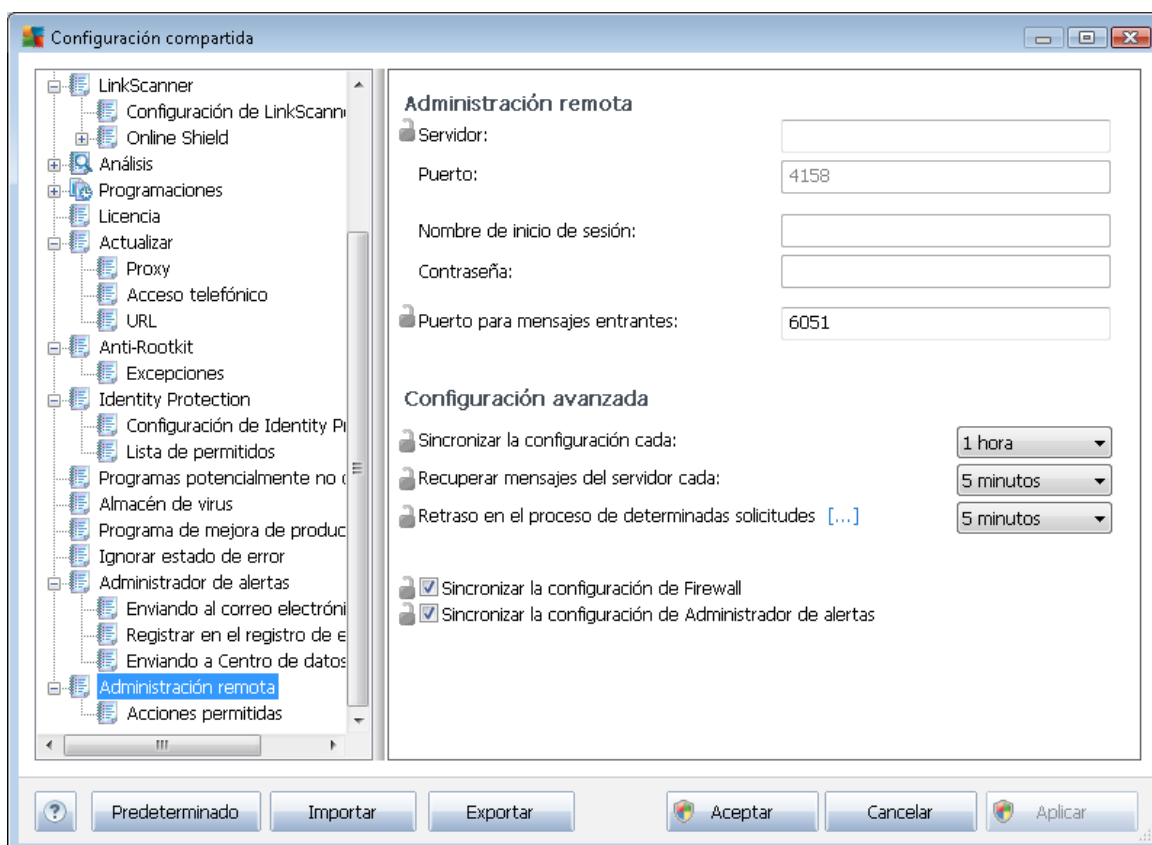 Configuración compartida
LinkScanner
Configuración de LinkScann
Online Shield
Análisis
Programaciones
Licencia
Actualizar
Proxy
Acceso telefónico
URL
Anti-Rootkit
Excepciones
Identity Protection
Configuración de Identity P
Lista de permitidos
Programas potencialmente no
Almacén de virus
Programa de mejora de produc
Ignorar estado de error
Administrador de alertas
Enviando al correo electróni
Registrar en el registro de e
Enviando a Centro de datos
Administración remota
Acciones permitidas
Administración remota
Servidor:
Puerto: 4158
Nombre de inicio de sesión:
Contraseña:
Puerto para mensajes entrantes: 6051
Configuración avanzada
Sincronizar la configuración cada: 1 hora
Recuperar mensajes del servidor cada: 5 minutos
Retraso en el proceso de determinadas solicitudes [...] 5 minutos
Sincronizar la configuración de Firewall
Sincronizar la configuración de Administrador de alertas
? Predeterminado Importar Exportar Aceptar Cancelar Aplicar